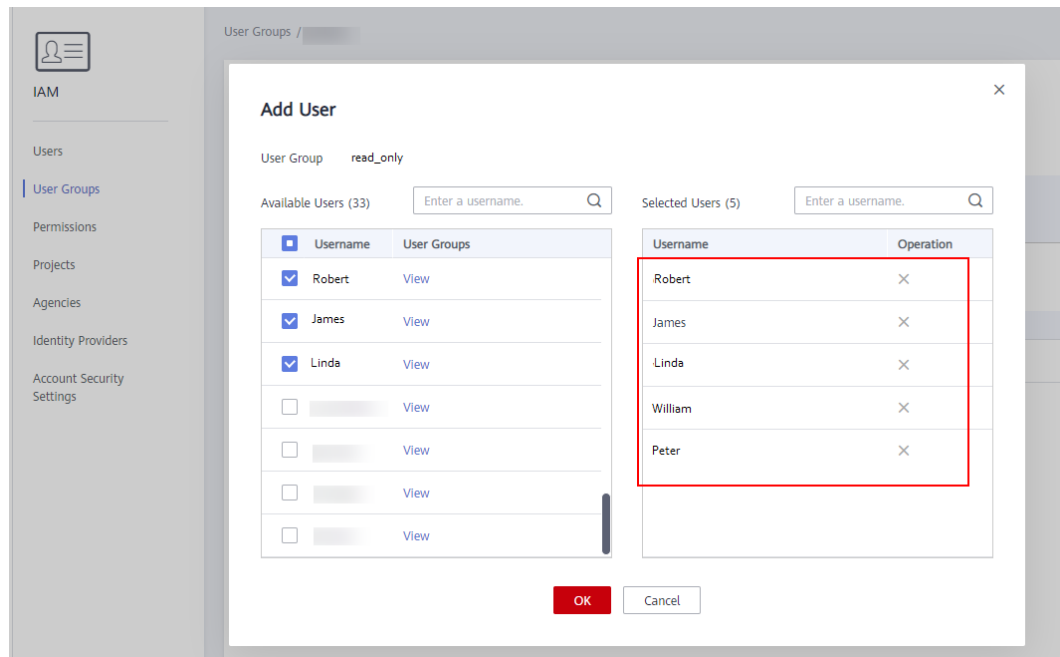 IAM
Users
User Groups
Permissions
Projects
Agencies
Identity Providers
Account Security
Settings
User Groups /
Add User
User Group read_only
Available Users (33)
Enter a username.
Username User Groups
Robert View
James View
Linda View
View
View
View
View
Selected Users (5)
Enter a username.
Username Operation
Robert
James
Linda
William
Peter
OK
Cancel